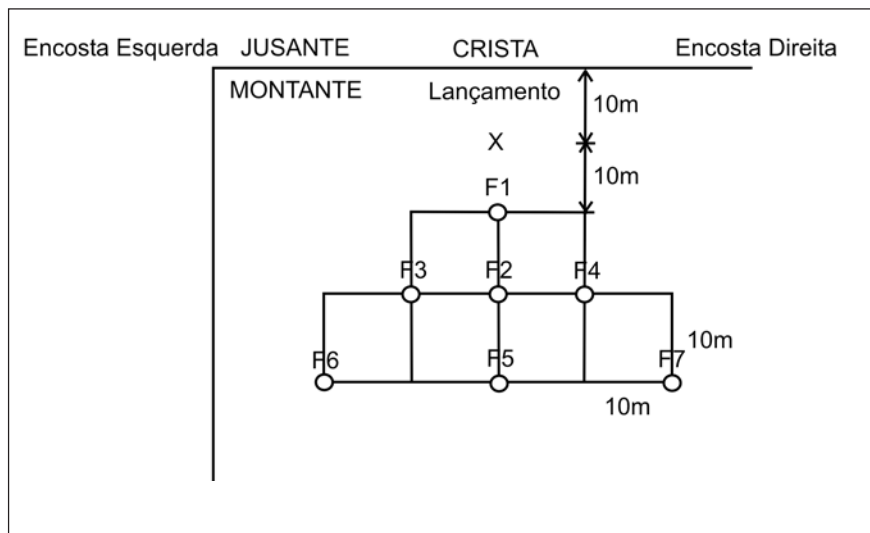 Encosta Esquerda JUSANTE CRISTA Encosta Direita
MONTANTE Lançamento
10m
X
10m
F1
F3 F2 F4
10m
F6 F5 F7
10m